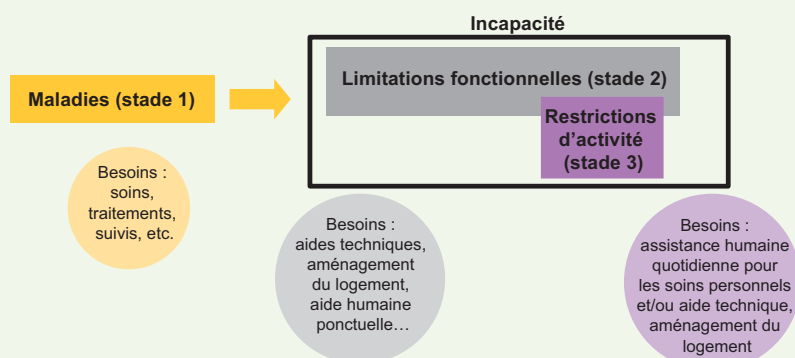 Incapacité
Maladies (stade 1)
Limitations fonctionnelles (stade 2)
Restrictions
d’activité
(stade 3)
Besoins :
soins,
traitements,
suivis, etc.
Besoins :
aides techniques,
aménagement
du logement,
aide humaine
ponctuelle…
Besoins :
assistance humaine
quotidienne pour
les soins personnels
et/ou aide technique,
aménagement du
logement